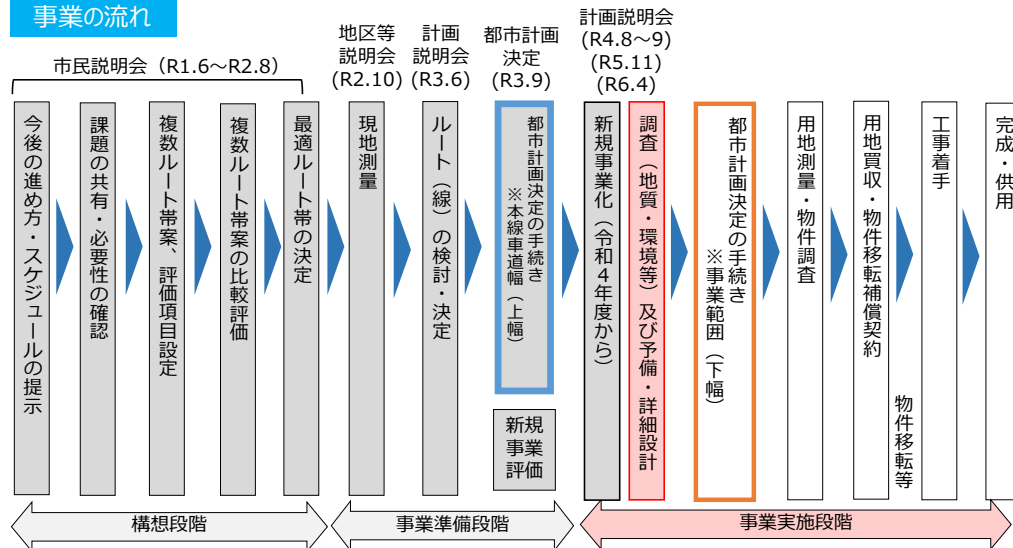 事業の流れ
市民説明会（R1.6～R2.8）
地区等
説明会
(R2.10)
計画
説明会
(R3.6)
都市計画
決定
(R3.9)
計画説明会
(R4.8～9)
(R5.11)
(R6.4)
今後の進め方・スケジュールの提示
課題の共有・必要性の確認
複数ルート帯案、評価項目設定
複数ルート帯案の比較評価
最適ルート帯の決定
現地測量
ルート（線）の検討・決定
都市計画決定の手続き
※本線車道幅（上幅）
新規
事業
評価
新規事業化（令和４年度から）
調査（地質・環境等）及び予備・詳細設計
都市計画決定の手続き
※事業範囲（下幅）
用地測量・物件調査
用地買収・物件移転補償契約
物件移転等
工事着手
完成・供用
構想段階
事業準備段階
事業実施段階